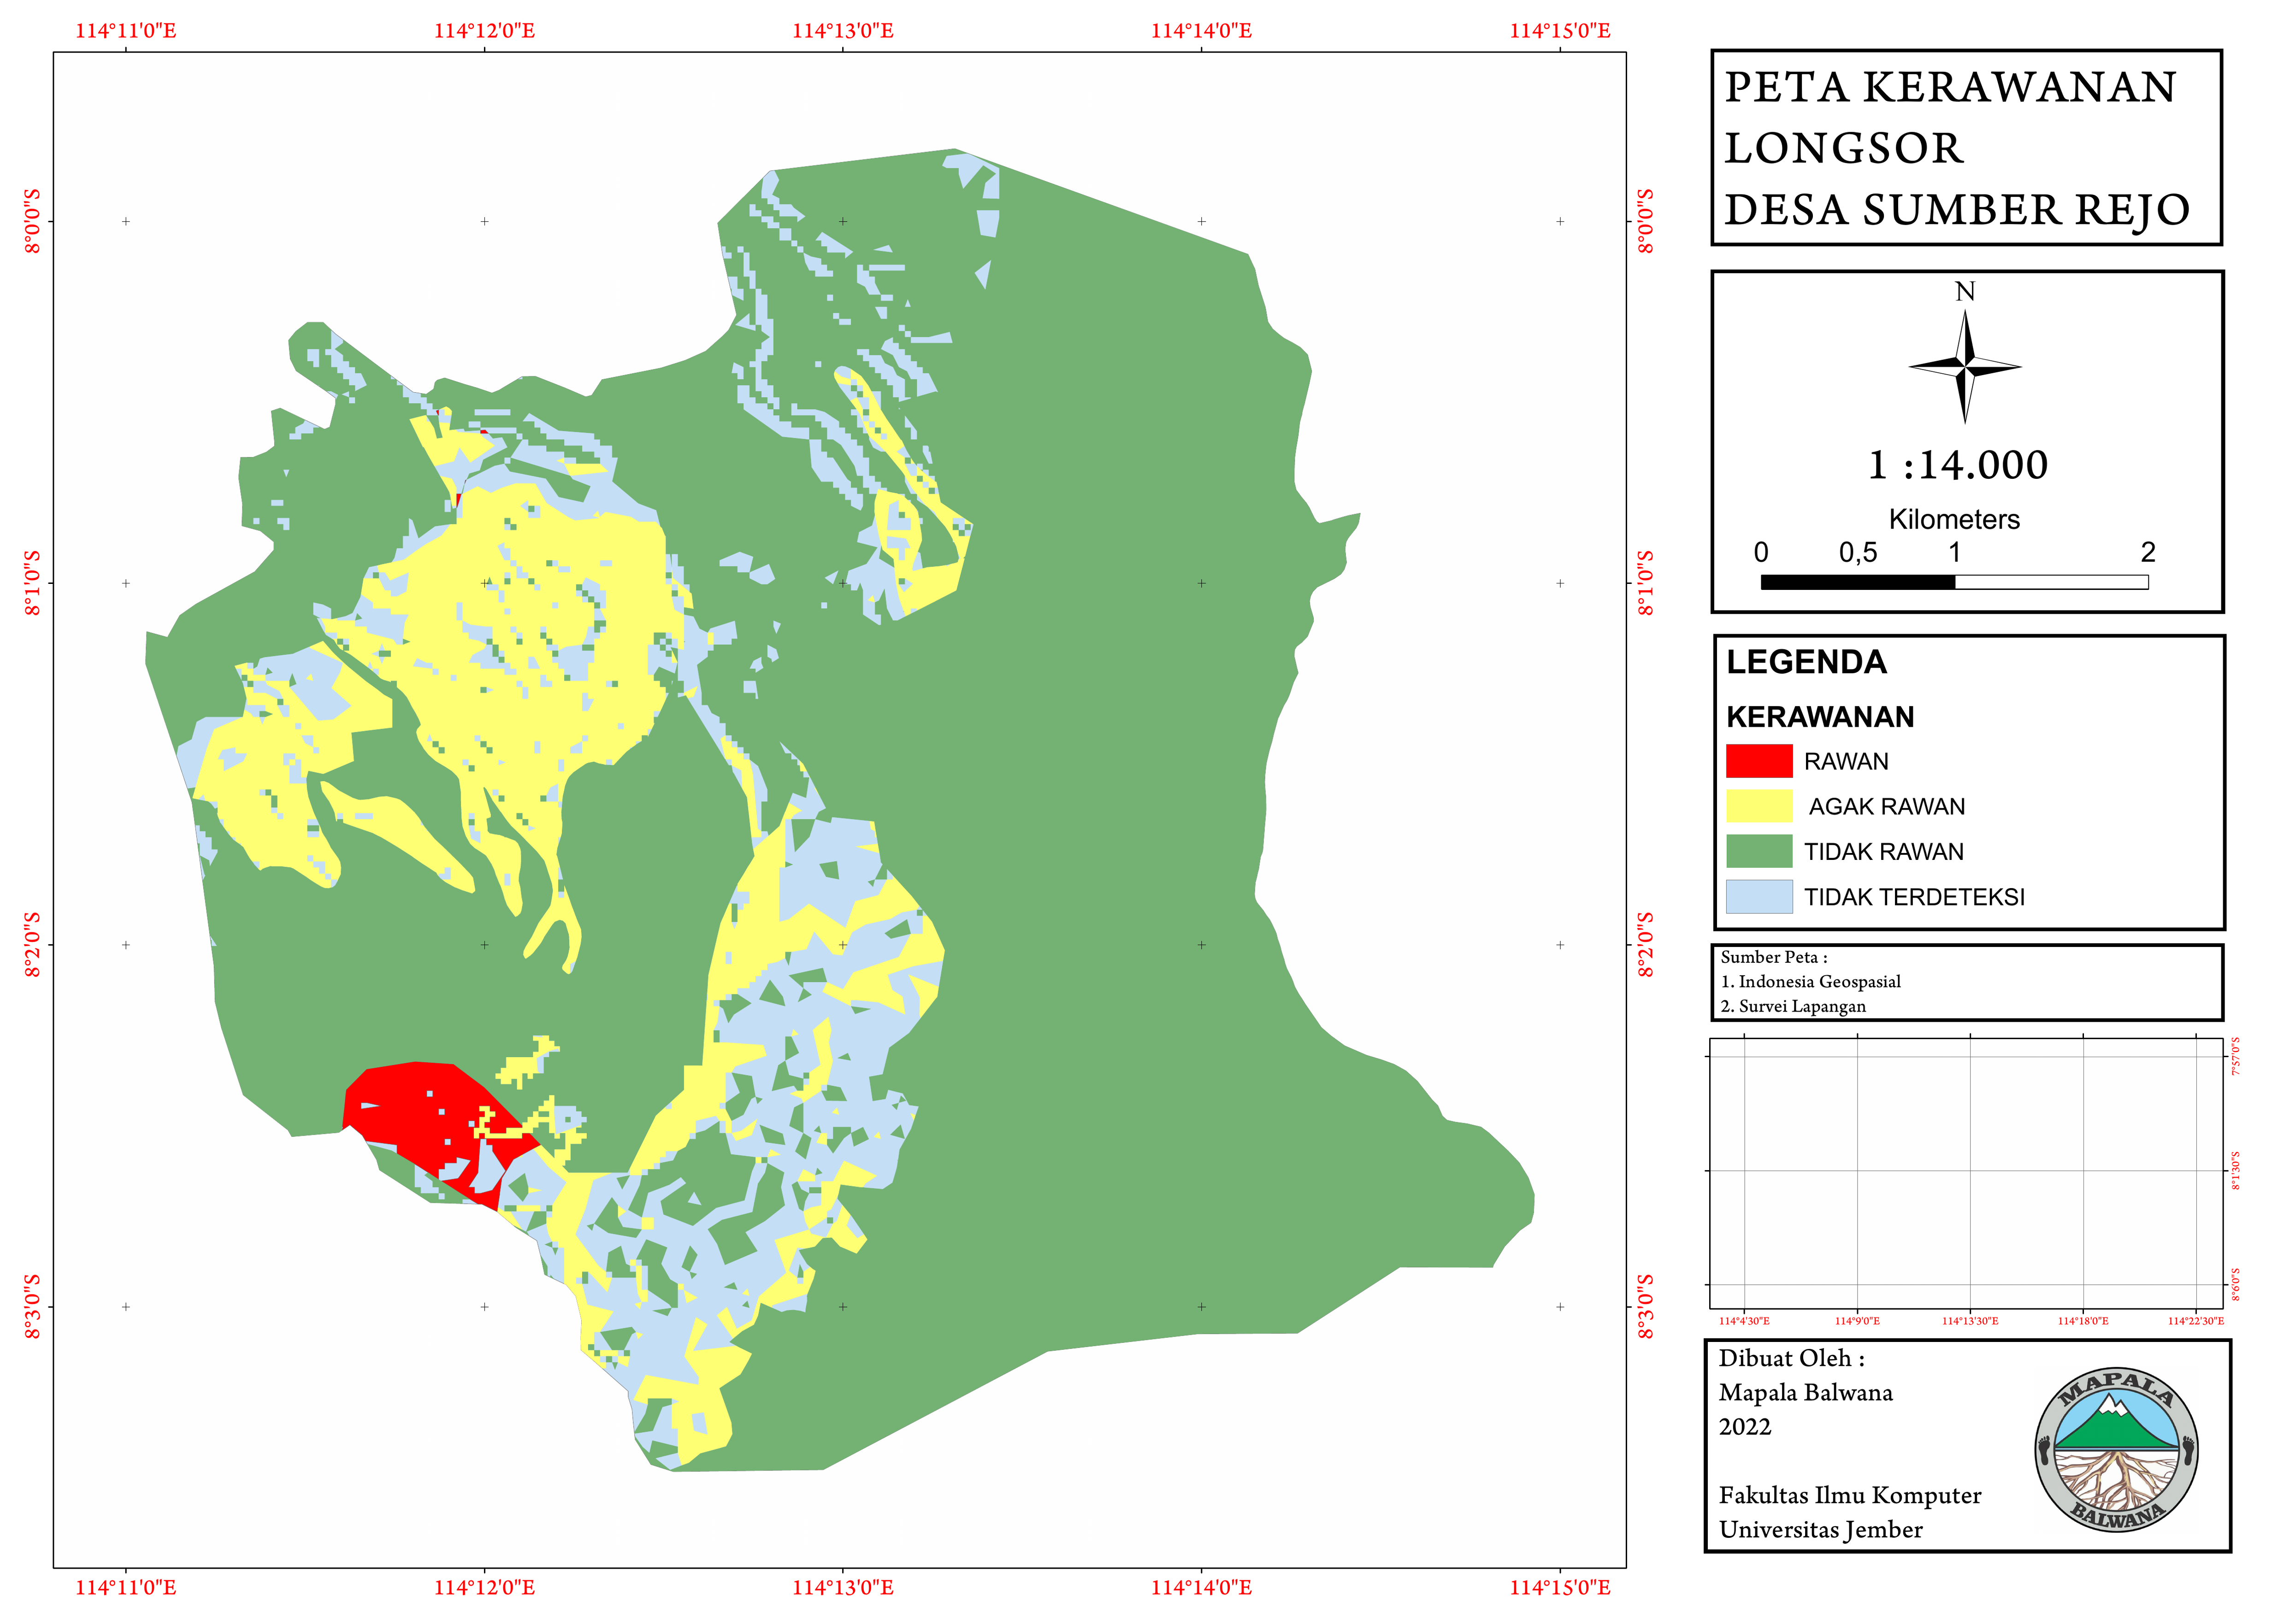 114°11'0"E 114°12'0"E 114°13'0"E 114°14'0"E 114°15'0"E
8°0'0"S
8°1'0"S
8°2'0"S
8°3'0"S
8°0'0"S
8°1'0"S
8°2'0"S
8°3'0"S
114°11'0"E 114°12'0"E 114°13'0"E 114°14'0"E 114°15'0"E
PETA KERAWANAN
LONGSOR
DESA SUMBER REJO
N
1 :14.000
Kilometers
0 0,5 1 2
LEGENDA
KERAWANAN
RAWAN
AGAK RAWAN
TIDAK RAWAN
TIDAK TERDETEKSI
Sumber Peta :
1. Indonesia Geospasial
2. Survei Lapangan
7°57'0"S
8°1'30"S
8°6'0"S
114°4'30"E 114°9'0"E 114°13'30"E 114°18'0"E 114°22'30"E
Dibuat Oleh :
Mapala Balwana
2022
Fakultas Ilmu Komputer
Universitas Jember
MAPALA
BALWANA